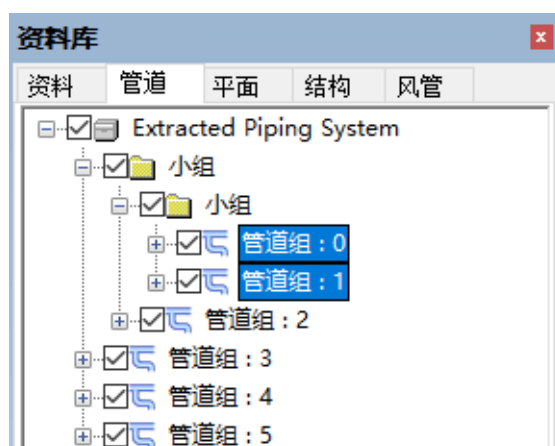 资料库
资料 管道 平面 结构 风管
Extracted Piping System
小组
小组
管道组 : 0
管道组 : 1
管道组 : 2
管道组 : 3
管道组 : 4
管道组 : 5